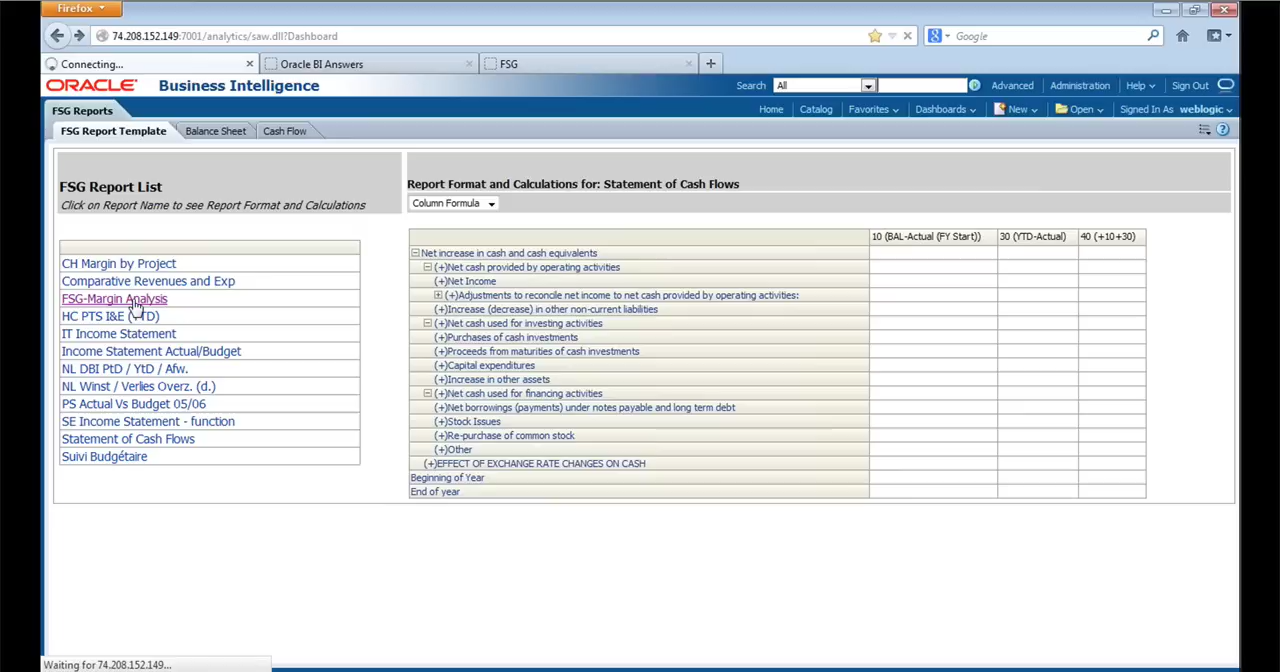 Firefox
74.208.152.149:7001/analytics/saw.dll?Dashboard
Google
Connecting...
Oracle BI Answers
FSG
ORACLE Business Intelligence
Search All Advanced Administration Help Sign Out
FSG Reports
Home Catalog Favorites Dashboards New Open Signed In As weblogic
FSG Report Template Balance Sheet Cash Flow
FSG Report List
Click on Report Name to see Report Format and Calculations
CH Margin by Project
Comparative Revenues and Exp
FSG-Margin Analysis
HC PTS I&E (YTD)
IT Income Statement
Income Statement Actual/Budget
NL DBI PtD / YtD / Afw.
NL Winst / Verlies Overz. (d.)
PS Actual Vs Budget 05/06
SE Income Statement - function
Statement of Cash Flows
Suivi Budgétaire
Report Format and Calculations for: Statement of Cash Flows
Column Formula
10 (BAL-Actual (FY Start)) 30 (YTD-Actual) 40 (+10+30)
Net increase in cash and cash equivalents
(+)Net cash provided by operating activities
(+)Net Income
(+)Adjustments to reconcile net income to net cash provided by operating activities:
(+)Increase (decrease) in other non-current liabilities
(+)Net cash used for investing activities
(+)Purchases of cash investments
(+)Proceeds from maturities of cash investments
(+)Capital expenditures
(+)Increase in other assets
(+)Net cash used for financing activities
(+)Net borrowings (payments) under notes payable and long term debt
(+)Stock Issues
(+)Re-purchase of common stock
(+)Other
(+)EFFECT OF EXCHANGE RATE CHANGES ON CASH
Beginning of Year
End of year
Waiting for 74.208.152.149...